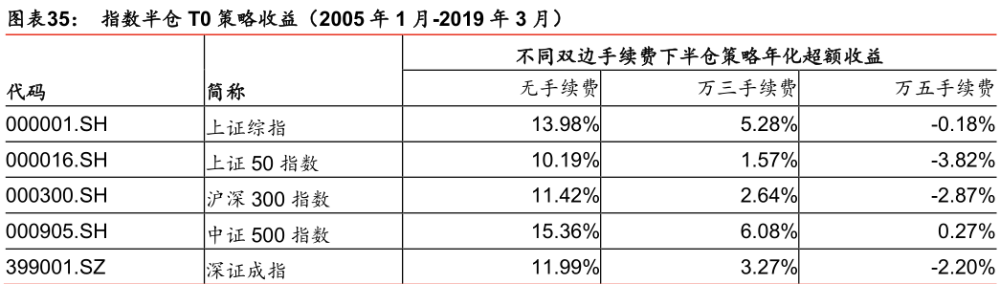 图表35： 指数半仓 T0 策略收益（2005 年 1 月-2019 年 3 月）
不同双边手续费下半仓策略年化超额收益
代码 简称 无手续费 万三手续费 万五手续费
000001.SH 上证综指 13.98% 5.28% -0.18%
000016.SH 上证 50 指数 10.19% 1.57% -3.82%
000300.SH 沪深 300 指数 11.42% 2.64% -2.87%
000905.SH 中证 500 指数 15.36% 6.08% 0.27%
399001.SZ 深证成指 11.99% 3.27% -2.20%